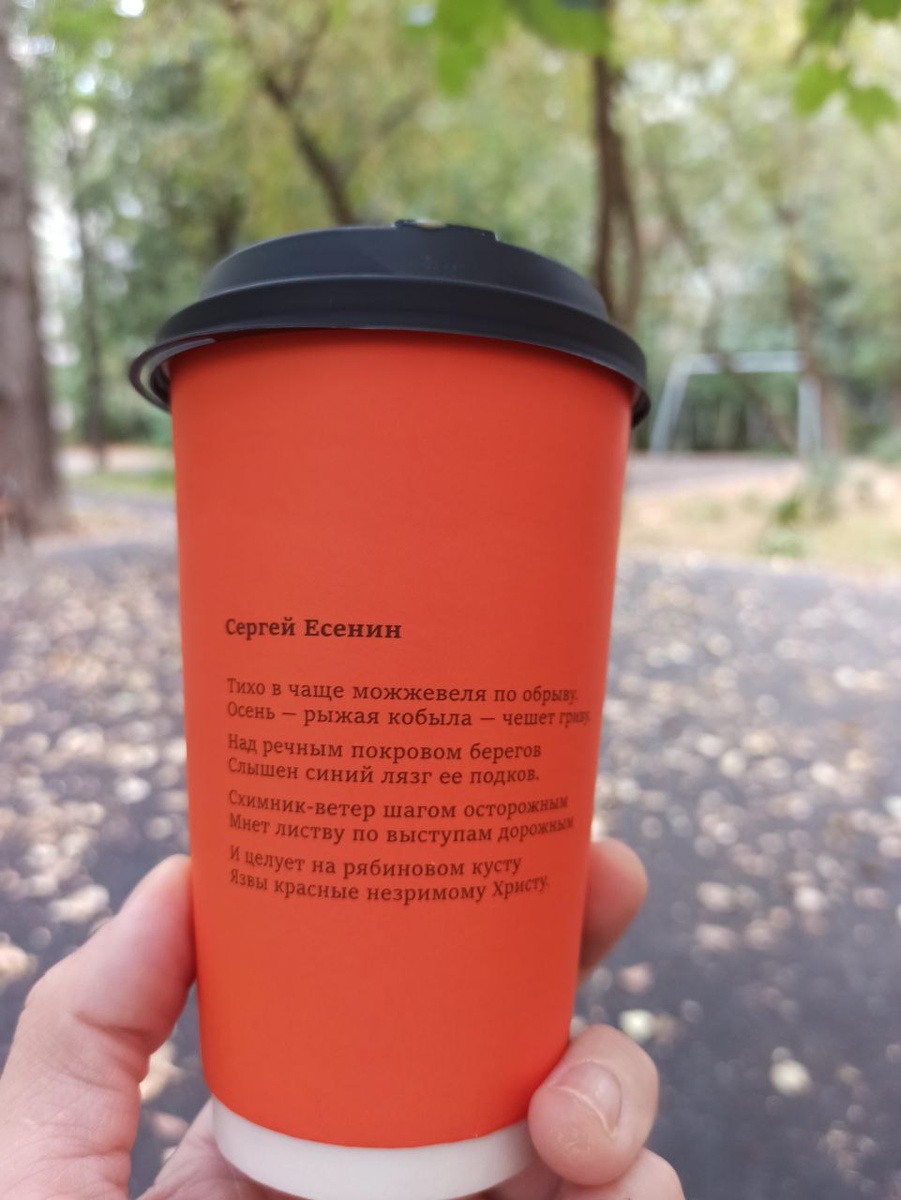 Сергей Есенин
Тихо в чаще можжевеля по обрыву.
Осень — рыжая кобыла — чешет гриву.
Над речным покровом берегов
Слышен синий лязг ее подков.
Схимник-ветер шагом осторожным
Мнет листву по выступам дорожным
И целует на рябиновом кусту
Язвы красные незримому Христу.